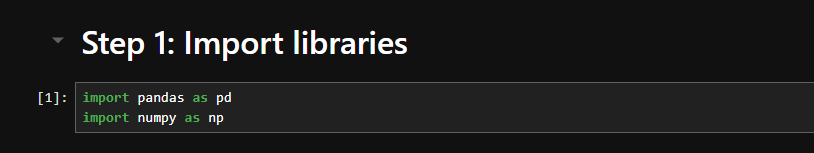 Step 1: Import libraries
[1]: import pandas as pd
import numpy as np